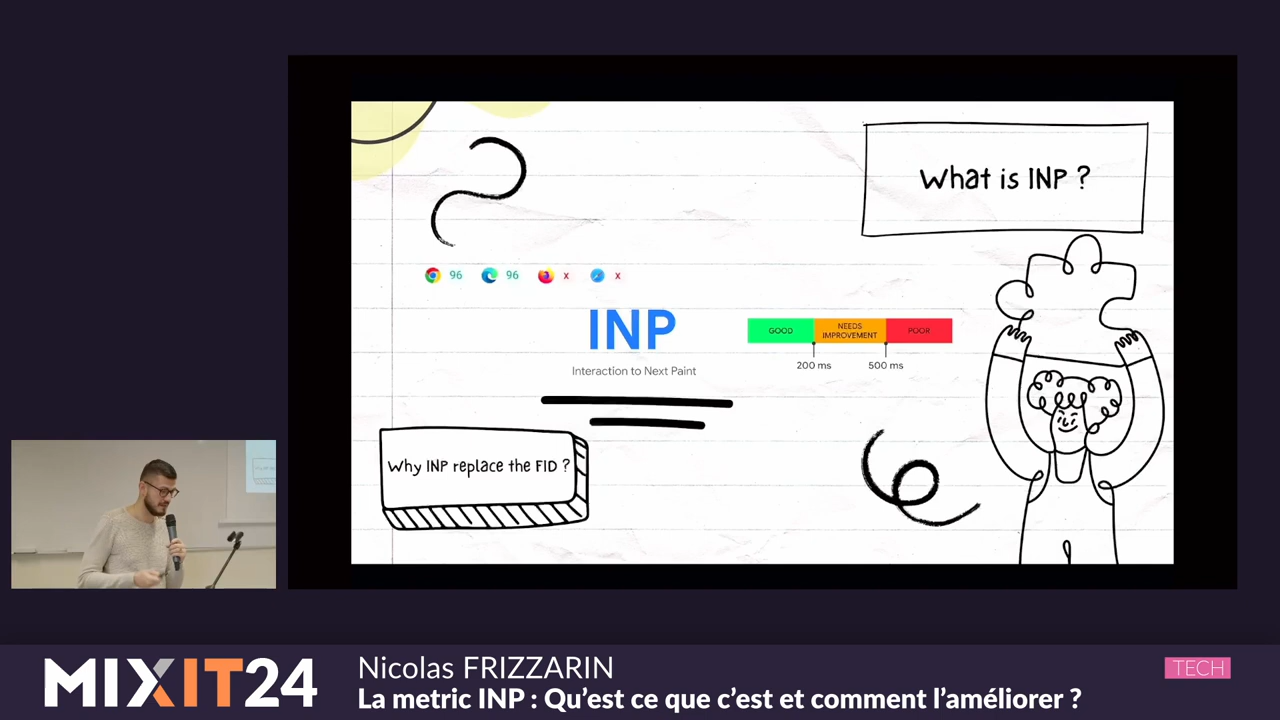 What is INP ?
96 96 x x
INP
Interaction to Next Paint
GOOD
NEEDS
IMPROVEMENT
POOR
200 ms
500 ms
Why INP replace the FID ?
MIXIT24
Nicolas FRIZZARIN
La metric INP : Qu’est ce que c’est et comment l’améliorer ?
TECH